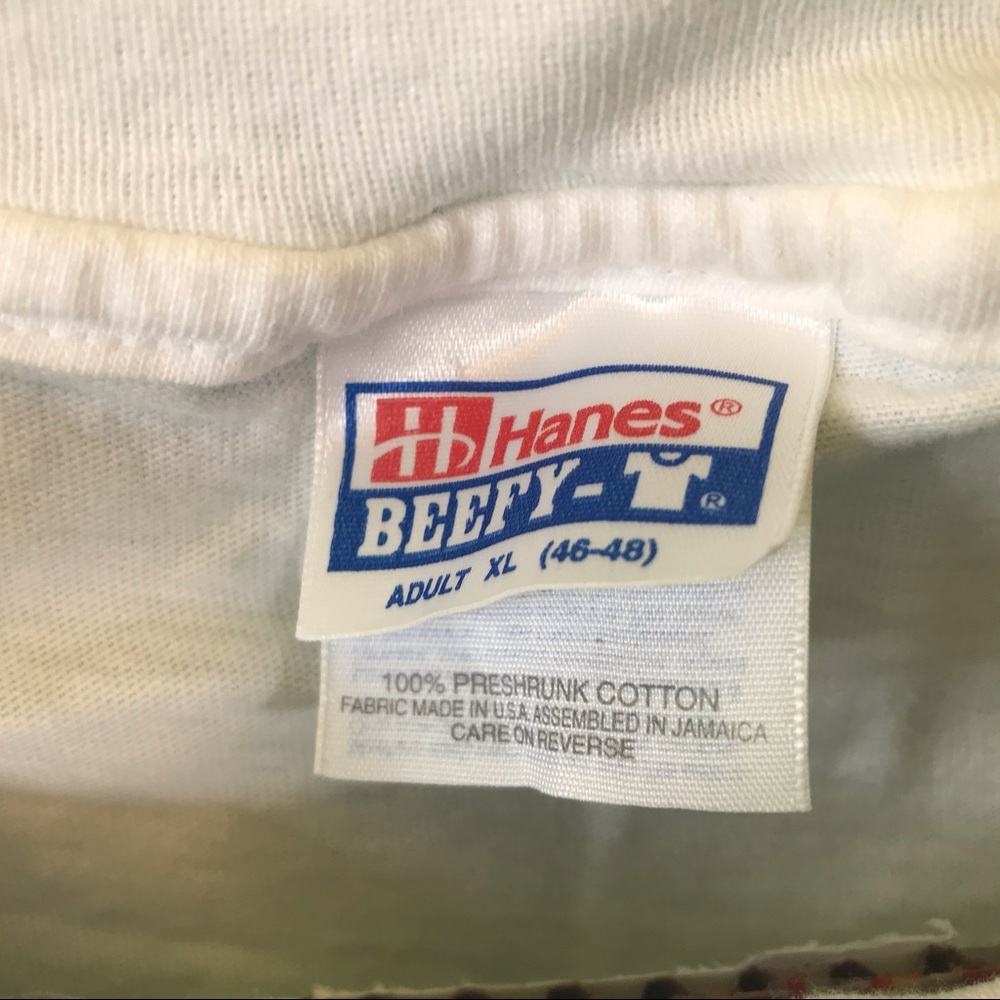 Hanes®
BEEFY-T®
ADULT XL (46-48)
100% PRESHRUNK COTTON
FABRIC MADE IN U.S.A. ASSEMBLED IN JAMAICA
CARE ON REVERSE